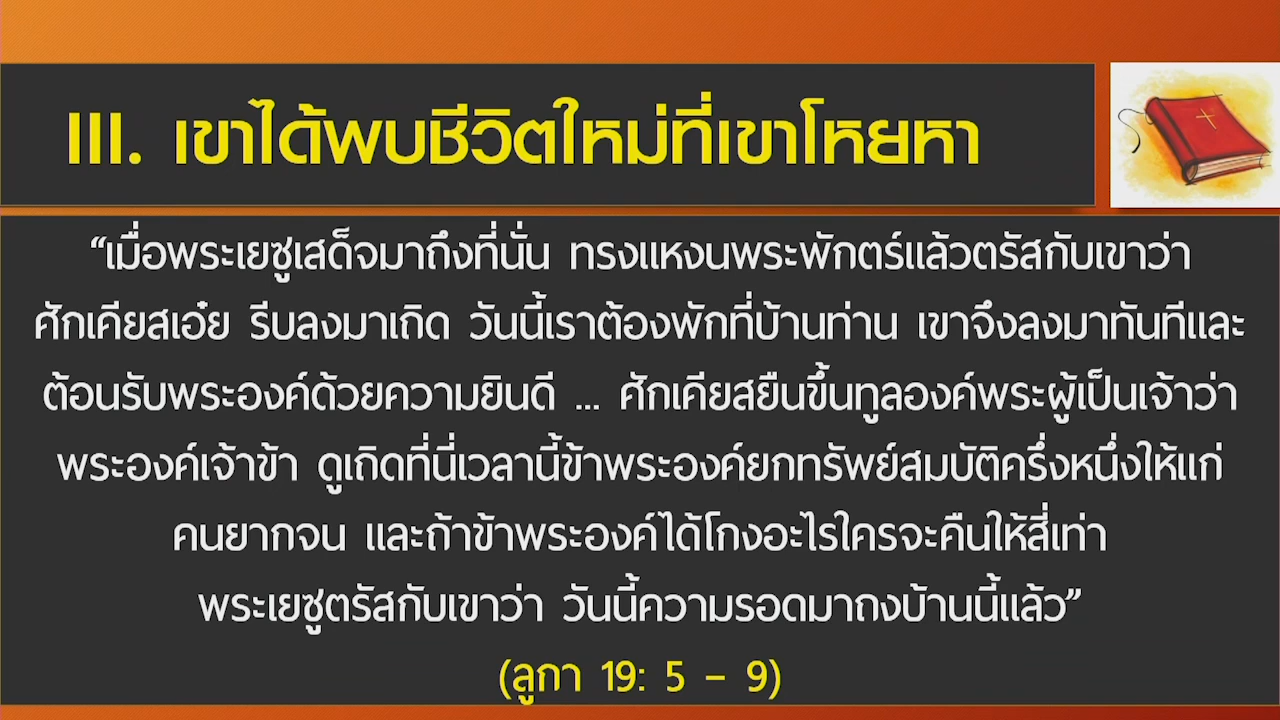 III. เขาได้พบชีวิตใหม่ที่เขาโหยหา
“เมื่อพระเยซูเสด็จมาถึงที่นั่น ทรงแหงนพระพักตร์แล้วตรัสกับเขาว่า
ศักเคียสเอ๋ย รีบลงมาเถิด วันนี้เราต้องพักที่บ้านท่าน เขาจึงลงมาทันทีและ
ต้อนรับพระองค์ด้วยความยินดี ... ศักเคียสยืนขึ้นทูลองค์พระผู้เป็นเจ้าว่า
พระองค์เจ้าข้า ดูเถิดที่นี่เวลานี้ข้าพระองค์ยกทรัพย์สมบัติครึ่งหนึ่งให้แก่
คนยากจน และถ้าข้าพระองค์ได้โกงอะไรใครจะคืนให้สี่เท่า
พระเยซูตรัสกับเขาว่า วันนี้ความรอดมาถงบ้านนี้แล้ว”
(ลูกา 19: 5 – 9)